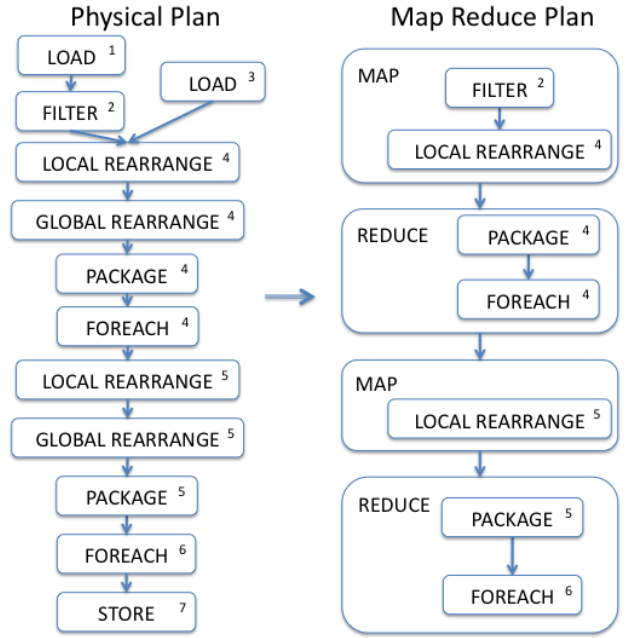 Physical Plan
LOAD 1
LOAD 3
FILTER 2
LOCAL REARRANGE 4
GLOBAL REARRANGE 4
PACKAGE 4
FOREACH 4
LOCAL REARRANGE 5
GLOBAL REARRANGE 5
PACKAGE 5
FOREACH 6
STORE 7
Map Reduce Plan
MAP
FILTER 2
LOCAL REARRANGE 4
REDUCE
PACKAGE 4
FOREACH 4
MAP
LOCAL REARRANGE 5
REDUCE
PACKAGE 5
FOREACH 6